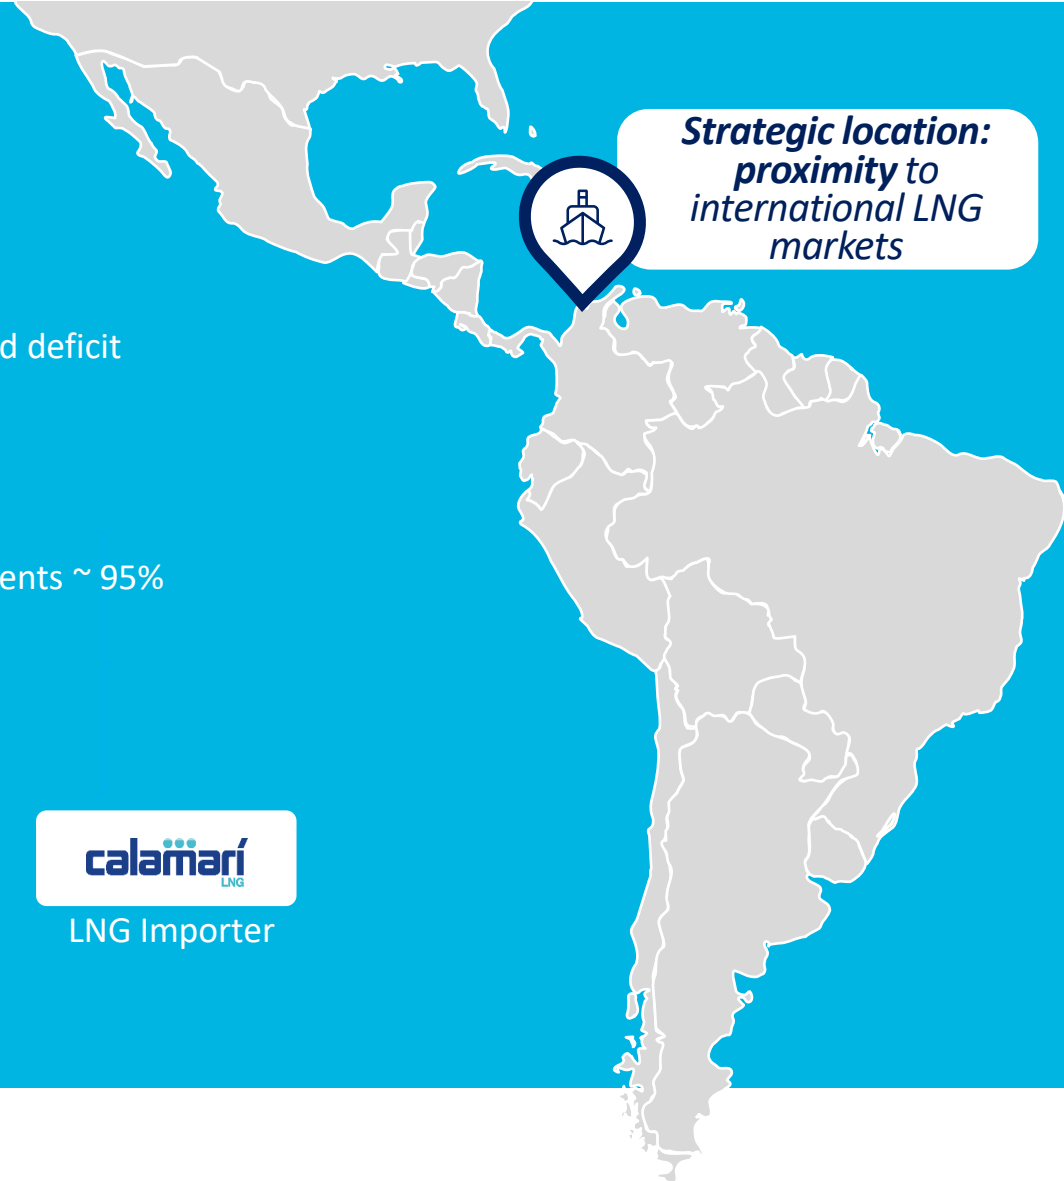 Strategic location:
proximity to
international LNG
markets
d deficit
ents ~ 95%
calamarí
LNG
LNG Importer